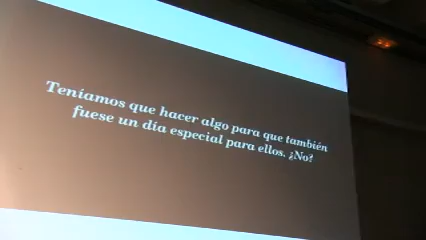 Teníamos que hacer algo para que también
fuese un día especial para ellos. ¿No?